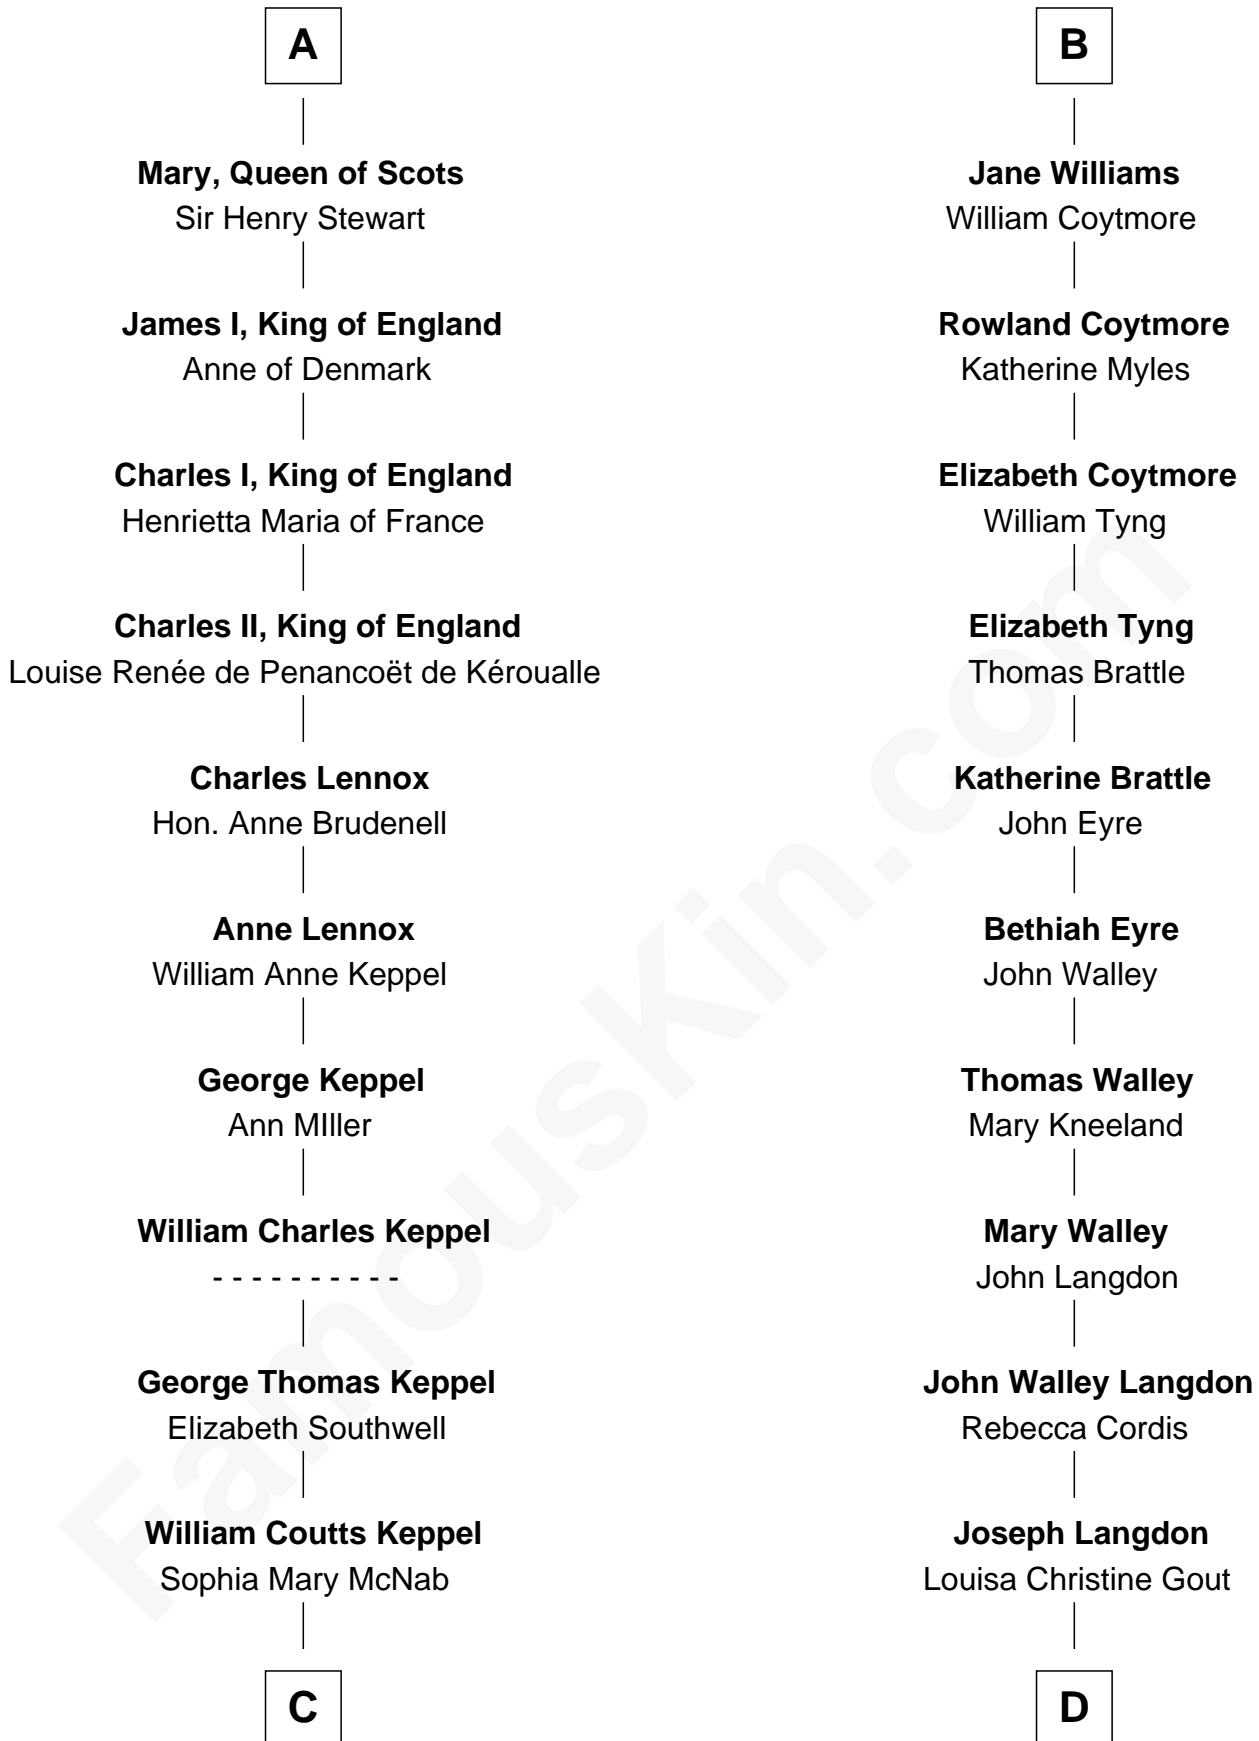 A
Mary, Queen of Scots
Sir Henry Stewart
James I, King of England
Anne of Denmark
Charles I, King of England
Henrietta Maria of France
Charles II, King of England
Louise Renée de Penancoët de Kéroualle
Charles Lennox
Hon. Anne Brudenell
Anne Lennox
William Anne Keppel
George Keppel
Ann MIller
William Charles Keppel
- - - - - - - - - -
George Thomas Keppel
Elizabeth Southwell
William Coutts Keppel
Sophia Mary McNab
C
B
Jane Williams
William Coytmore
Rowland Coytmore
Katherine Myles
Elizabeth Coytmore
William Tyng
Elizabeth Tyng
Thomas Brattle
Katherine Brattle
John Eyre
Bethiah Eyre
John Walley
Thomas Walley
Mary Kneeland
Mary Walley
John Langdon
John Walley Langdon
Rebecca Cordis
Joseph Langdon
Louisa Christine Gout
D
FamousKin.com